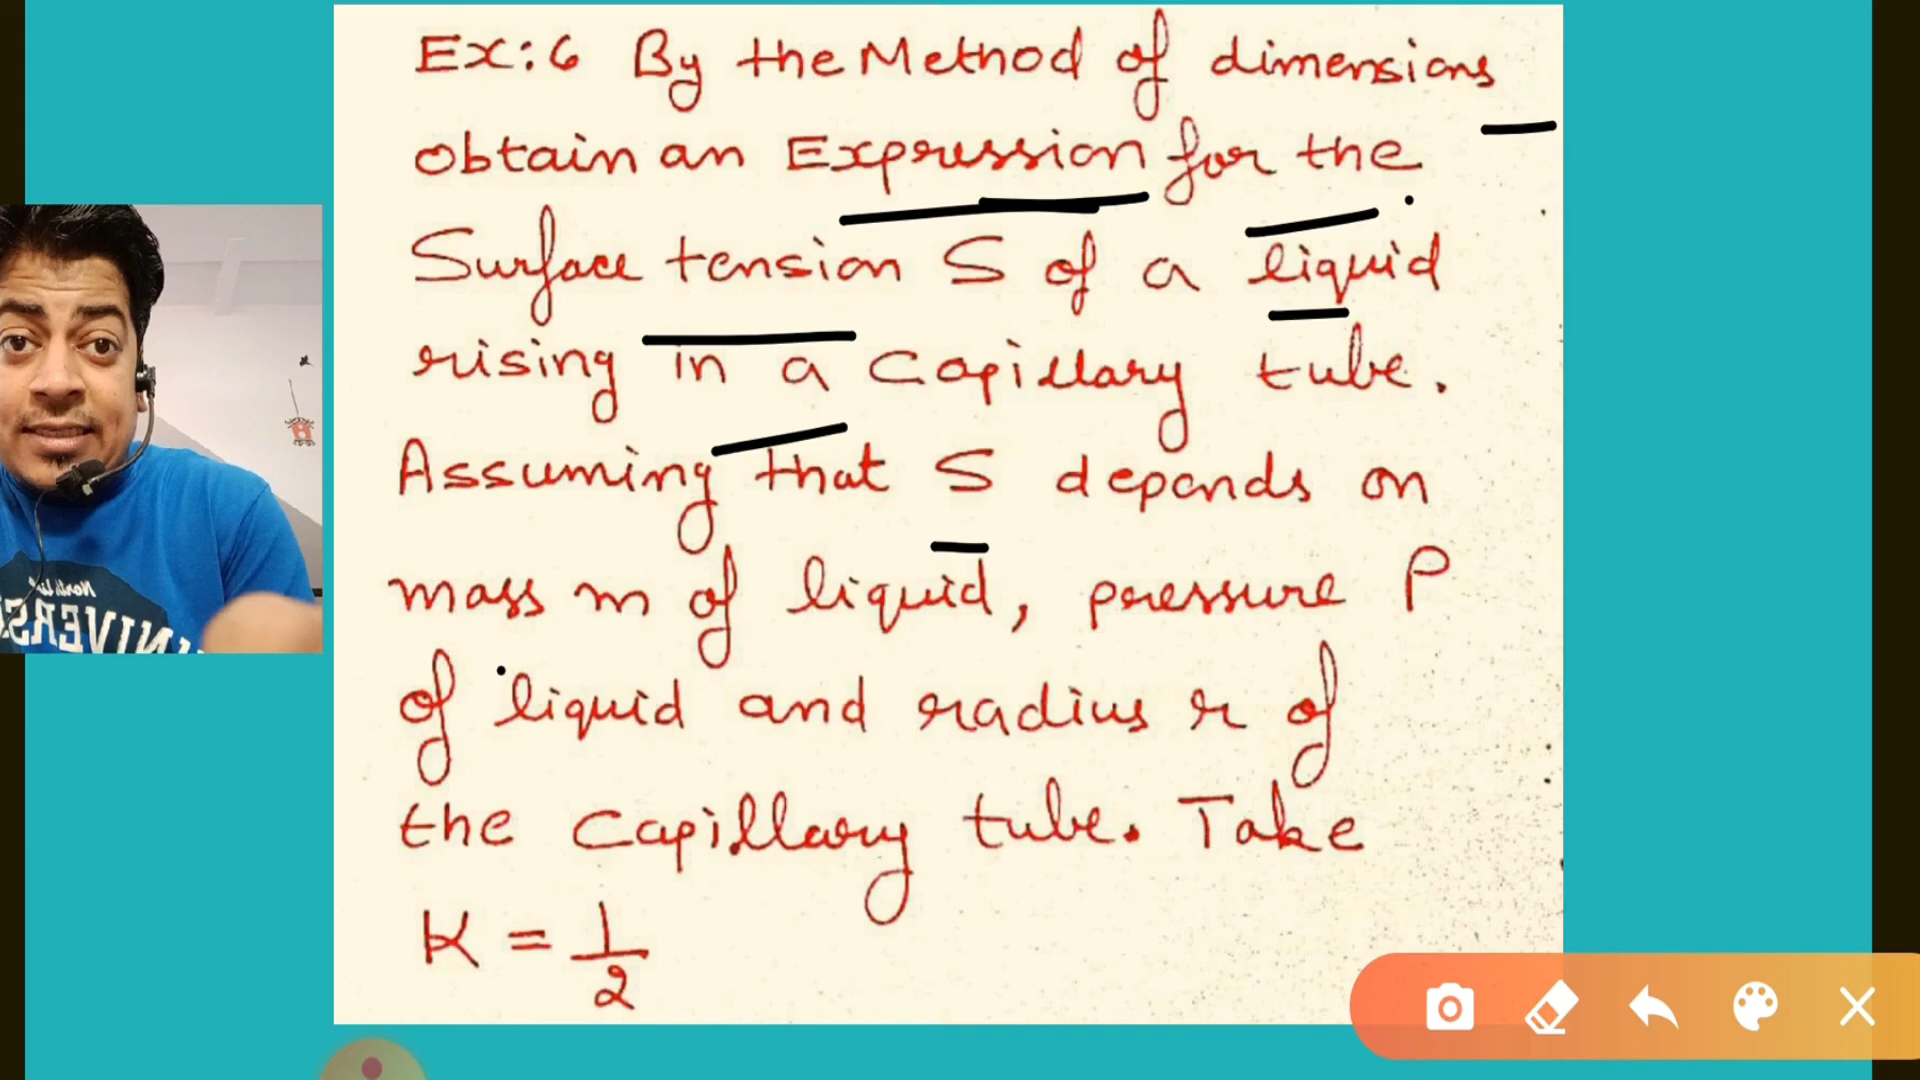 Ex:6 By the Method of dimensions
obtain an Expression for the
Surface tension S of a liquid
rising in a Capillary tube.
Assuming that S depends on
mass m of liquid, pressure P
of liquid and radius r of
the Capillary tube. Take
K = 1/2